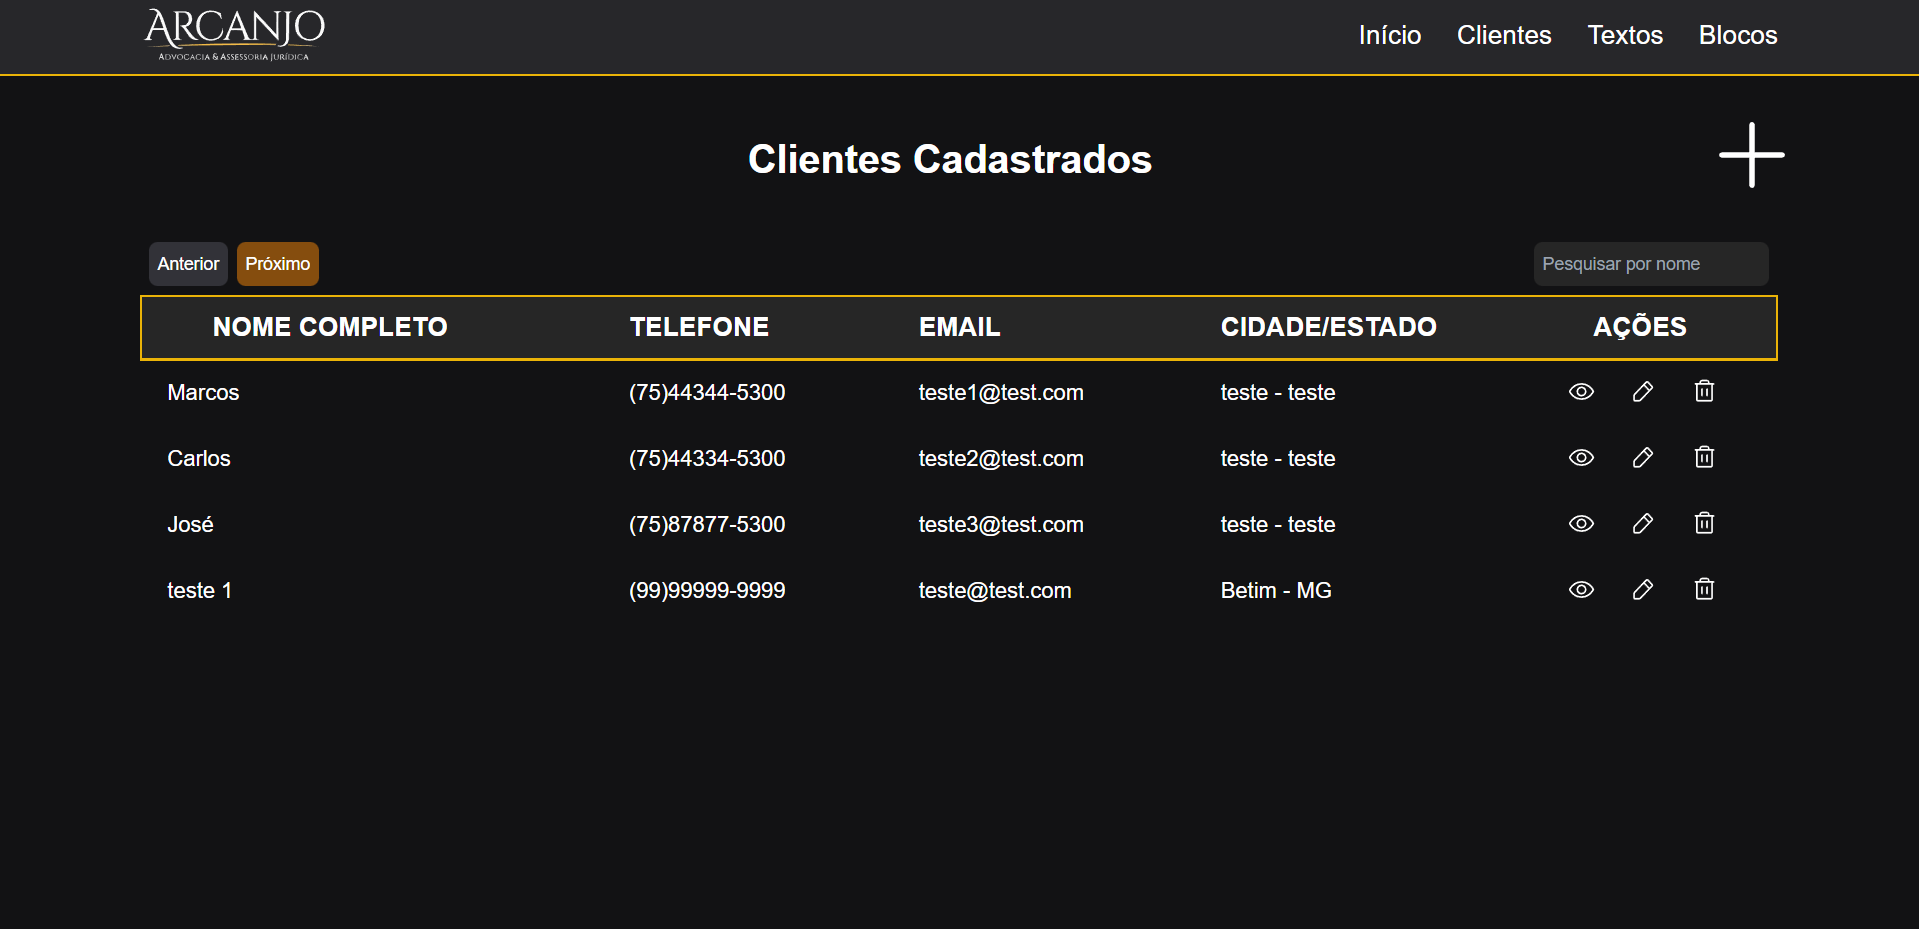 ARCANJO
ADVOCACIA & ASSESSORIA JURÍDICA
Início Clientes Textos Blocos
Clientes Cadastrados
Anterior Próximo Pesquisar por nome
NOME COMPLETO TELEFONE EMAIL CIDADE/ESTADO AÇÕES
Marcos (75)44344-5300 teste1@test.com teste - teste
Carlos (75)44334-5300 teste2@test.com teste - teste
José (75)87877-5300 teste3@test.com teste - teste
teste 1 (99)99999-9999 teste@test.com Betim - MG